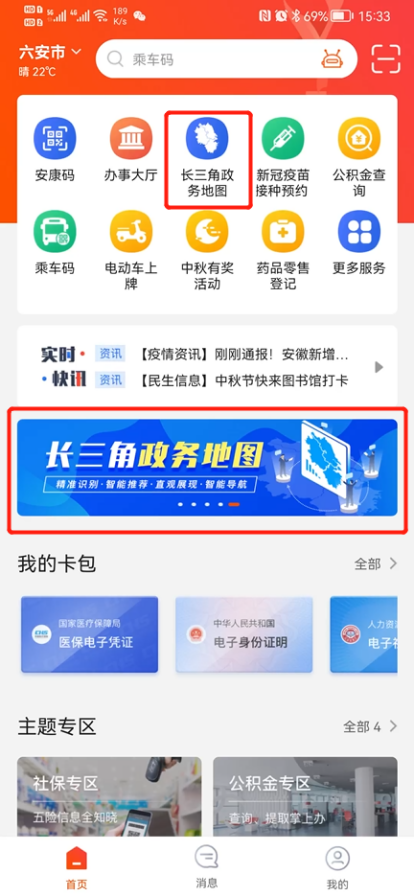 189 K/s
69%
15:33
六安市
晴 22℃
乘车码
安康码
办事大厅
长三角政
务地图
新冠疫苗
接种预约
公积金查
询
乘车码
电动车上
牌
中秋有奖
活动
药品零售
登记
更多服务
实时
资讯
【疫情资讯】刚刚通报！安徽新增...
快讯
资讯
【民生信息】中秋节快来图书馆打卡
长三角政务地图
精准识别·智能推荐·直观展现·智能导航
我的卡包
全部
国家医疗保障局
医保电子凭证
中华人民共和国
电子身份证明
人力资
电子社
主题专区
全部 4
社保专区
五险信息全知晓
公积金专区
查询、提取掌上办
首页
消息
我的